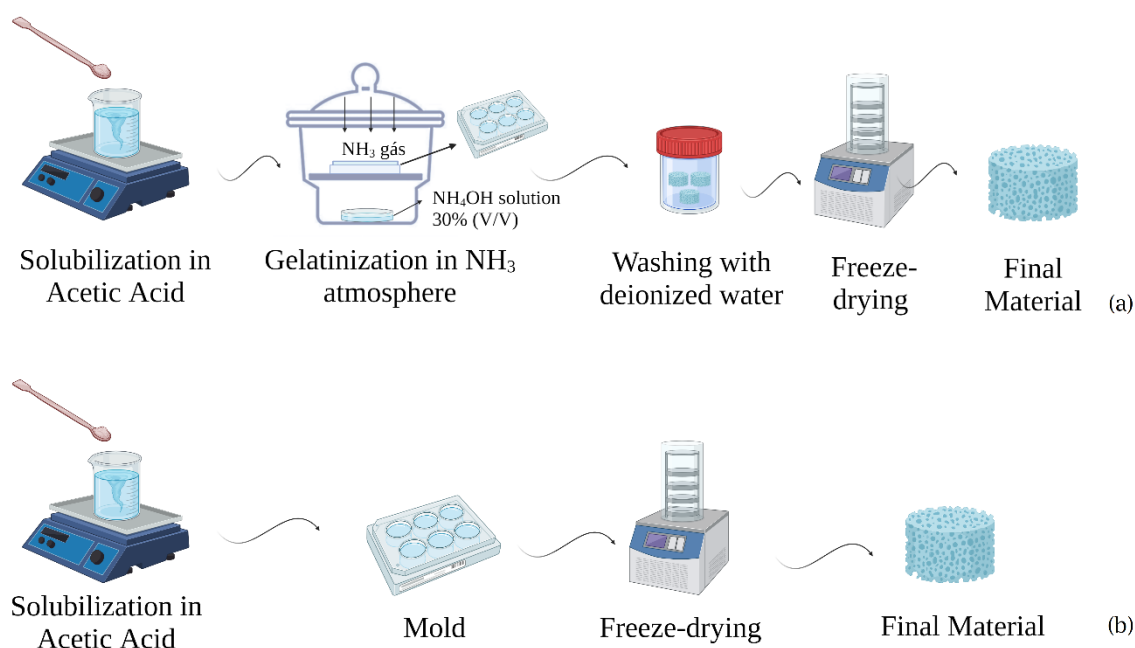 NH₃ gás
NH₄OH solution
30% (V/V)
Solubilization in
Acetic Acid
Gelatinization in NH₃
atmosphere
Washing with
deionized water
Freeze-
drying
Final
Material
(a)
Solubilization in
Acetic Acid
Mold
Freeze-drying
Final Material
(b)